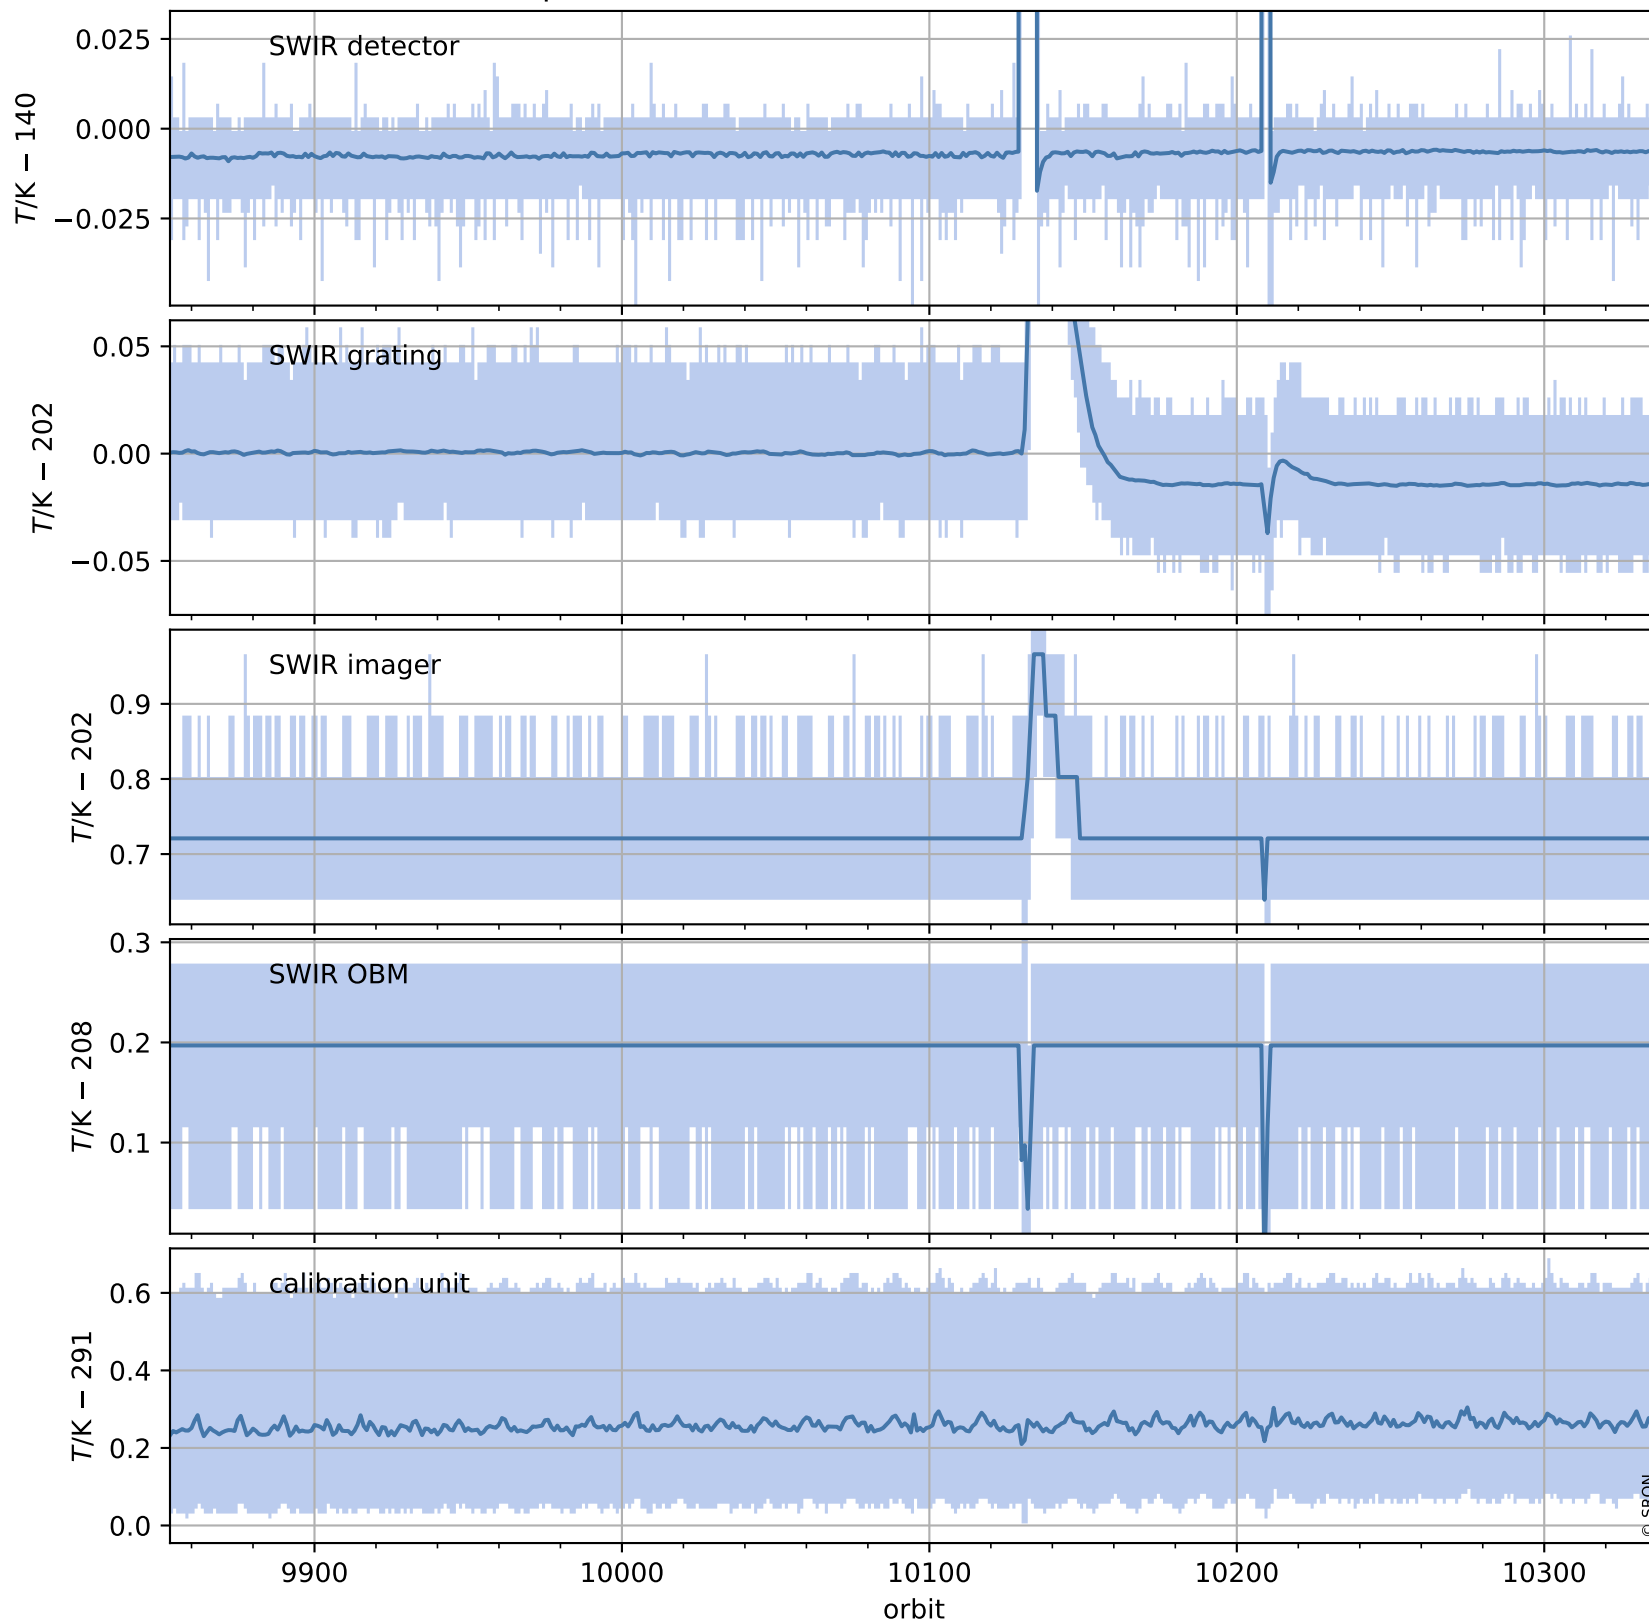 SWIR detector
0.025
0.000
−0.025
T/K − 140
SWIR grating
0.05
0.00
−0.05
T/K − 202
SWIR imager
0.9
0.8
0.7
T/K − 202
SWIR OBM
0.3
0.2
0.1
T/K − 208
calibration unit
0.6
0.4
0.2
0.0
T/K − 291
9900
10000
10100
10200
10300
orbit
© SRON